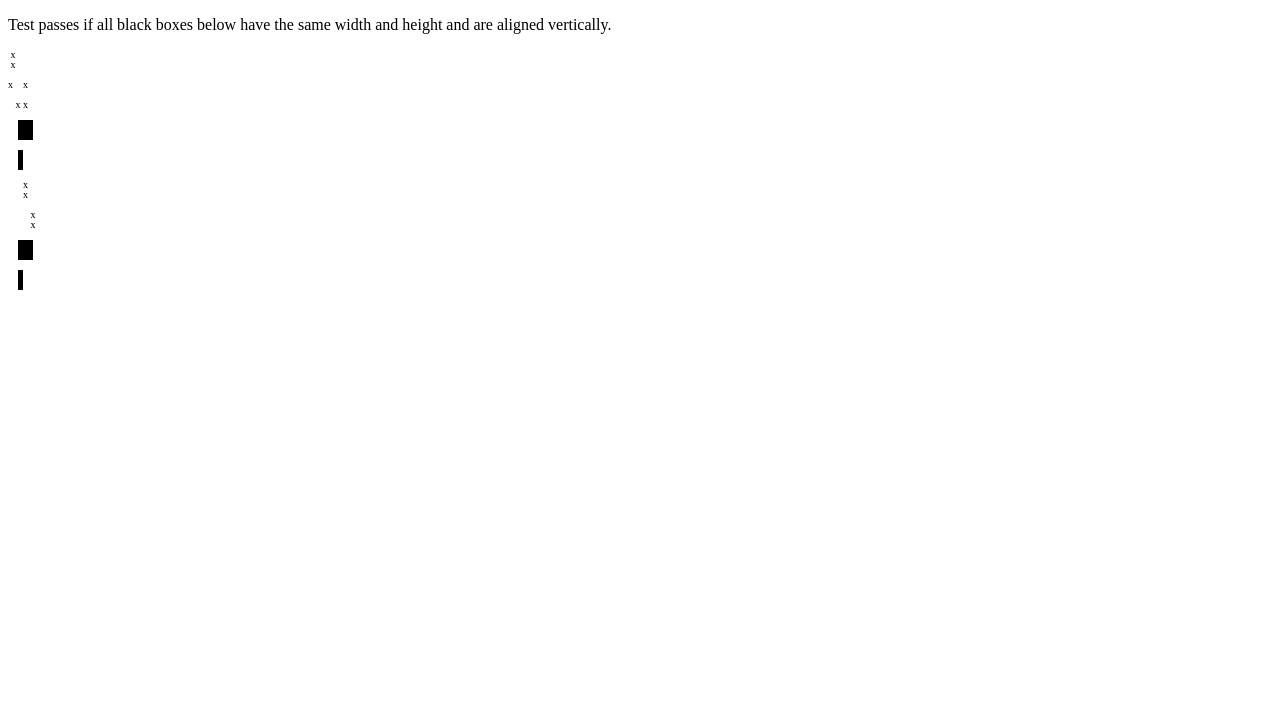 Test passes if all black boxes below have the same width and height and are aligned vertically.
x
x
x x
x x
x
x
x
x